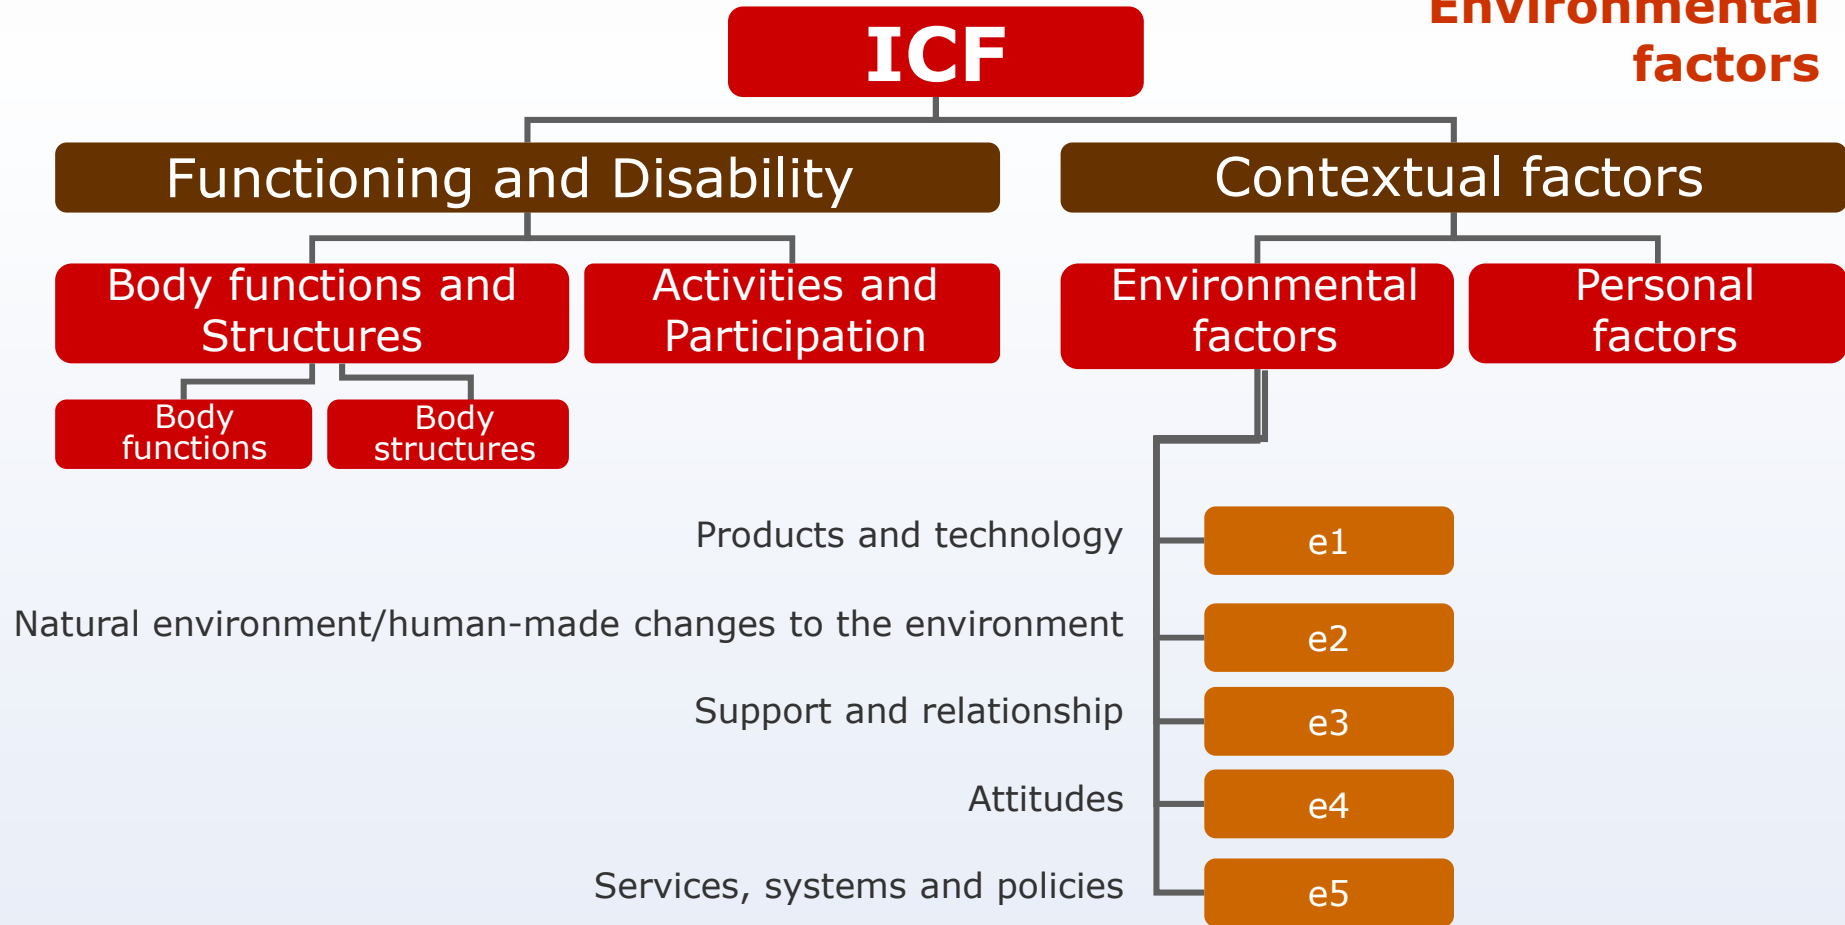 Environmental
factors
ICF
Functioning and Disability
Contextual factors
Body functions and
Structures
Activities and
Participation
Environmental
factors
Personal
factors
Body
functions
Body
structures
Products and technology
e1
Natural environment/human-made changes to the environment
e2
Support and relationship
e3
Attitudes
e4
Services, systems and policies
e5